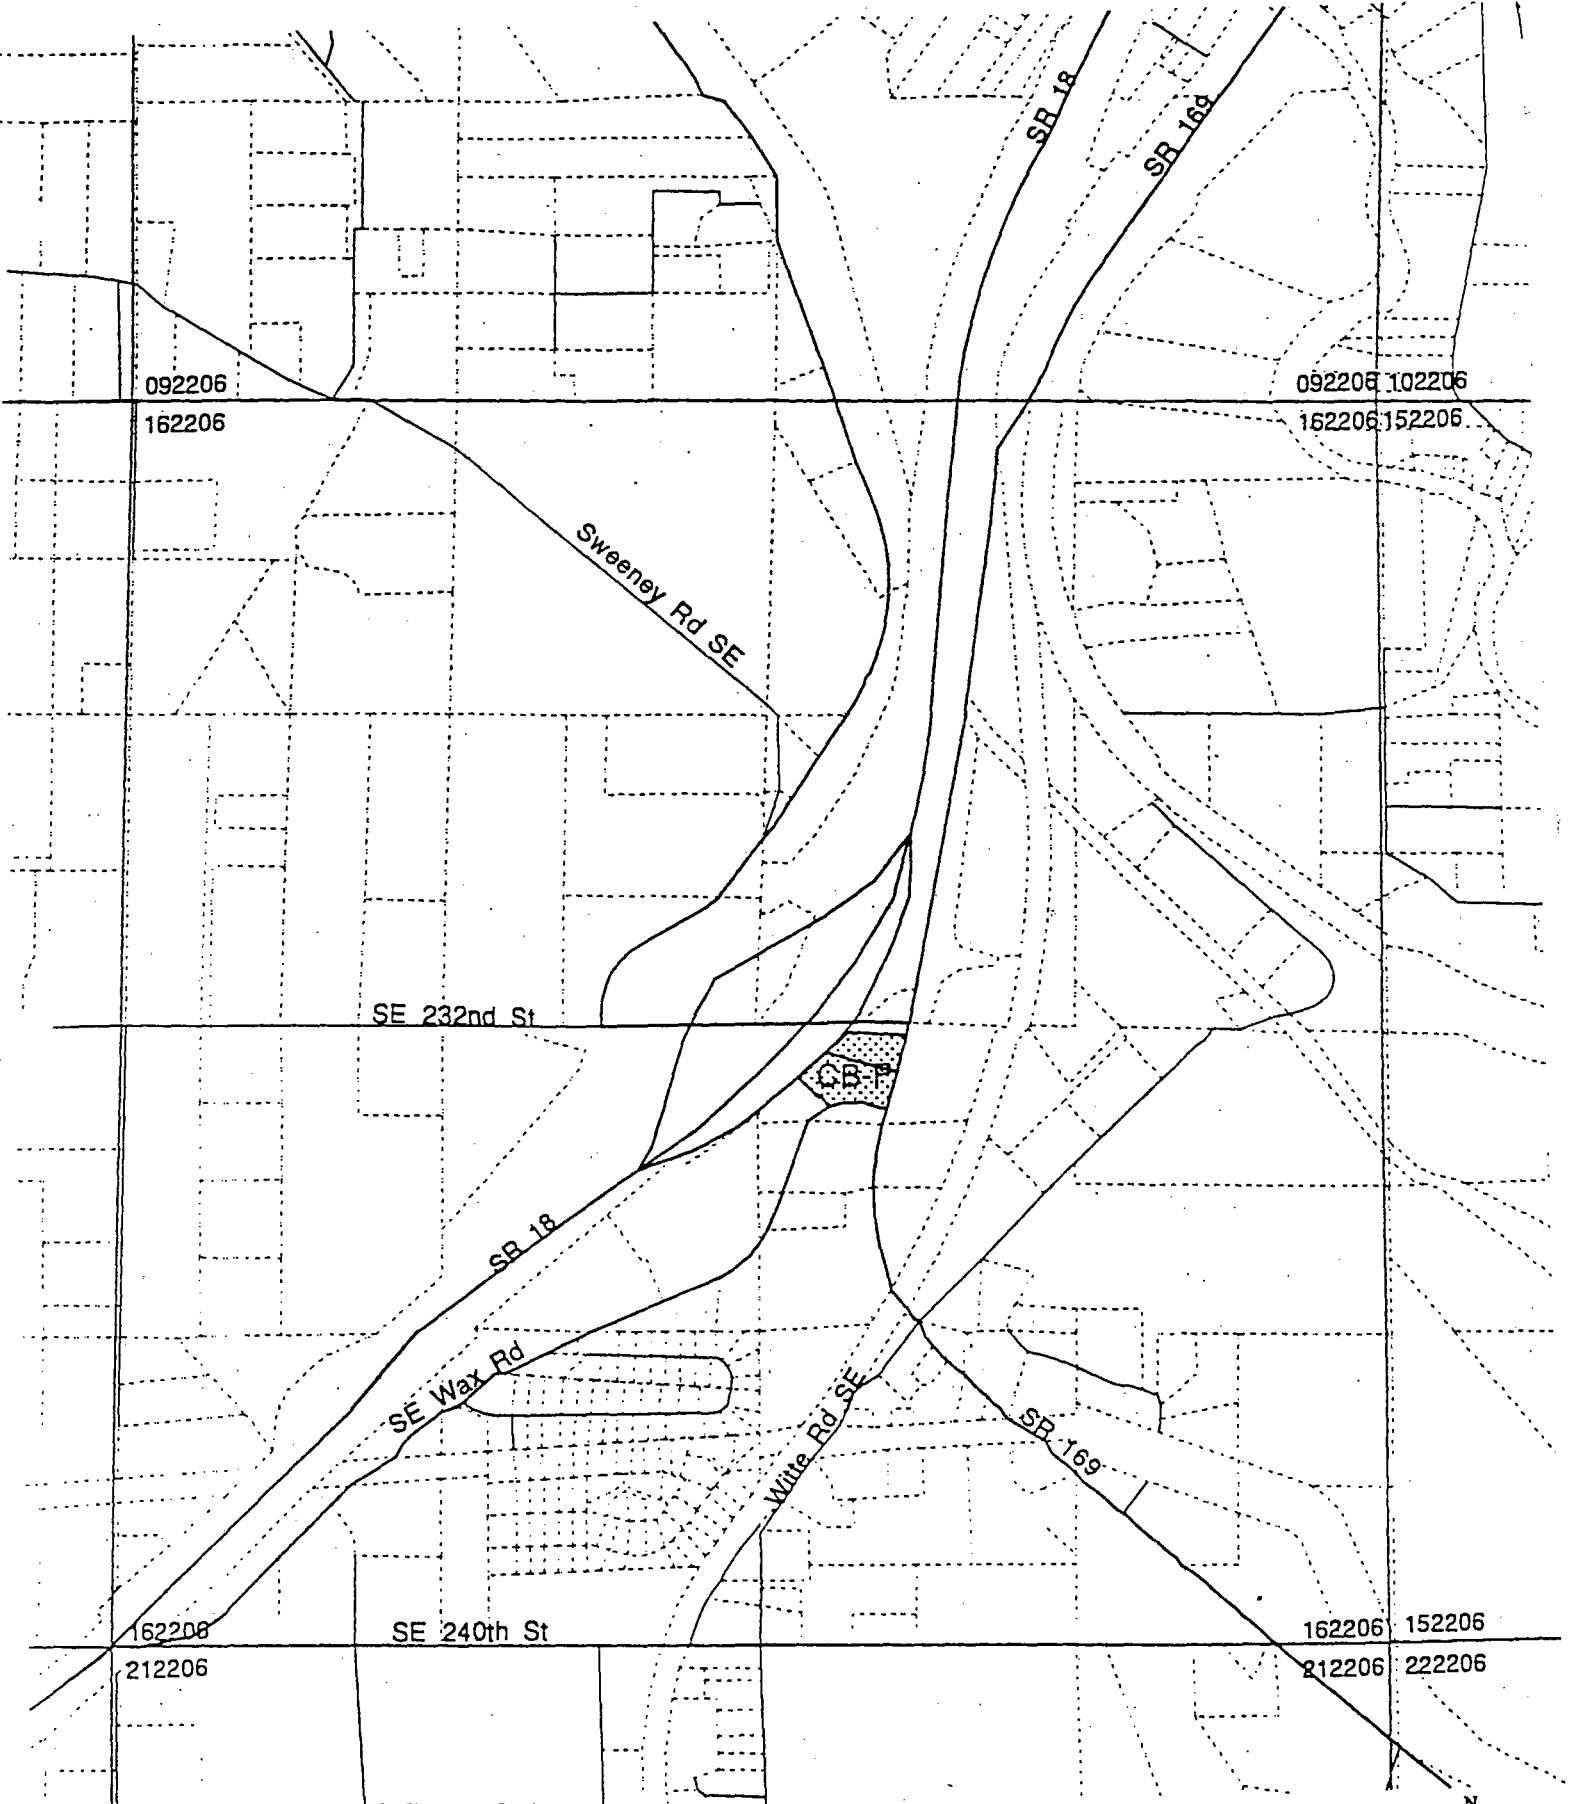 SR 18
SR 169
092206
162206
092206 102206
162206 152206
Sweeney Rd SE
SE 232nd St
CB-P
SR 18
SE Wax Rd
Witte Rd SE
SR 169
162206
SE 240th St
162206 152206
212206
212206 222206
N